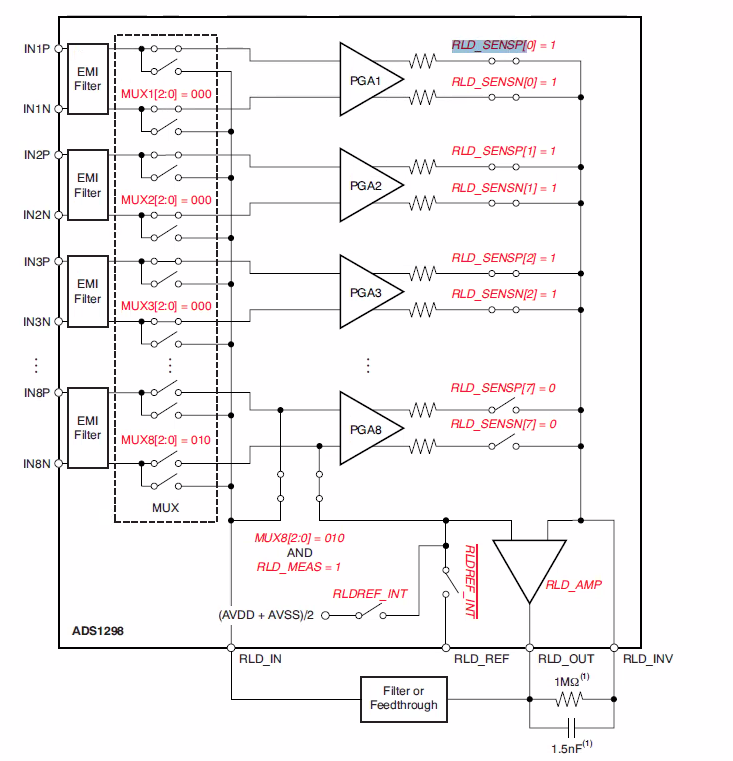 RLD_SENSP[0] = 1
IN1P
EMI
Filter
PGA1
RLD_SENSN[0] = 1
MUX1[2:0] = 000
IN1N
RLD_SENSP[1] = 1
IN2P
EMI
Filter
PGA2
RLD_SENSN[1] = 1
MUX2[2:0] = 000
IN2N
RLD_SENSP[2] = 1
IN3P
EMI
Filter
PGA3
RLD_SENSN[2] = 1
MUX3[2:0] = 000
IN3N
RLD_SENSP[7] = 0
IN8P
EMI
Filter
PGA8
RLD_SENSN[7] = 0
MUX8[2:0] = 010
IN8N
MUX
MUX8[2:0] = 010
AND
RLD_MEAS = 1
RLDREF_INT
RLDREF_INT
RLD_AMP
(AVDD + AVSS)/2
ADS1298
RLD_IN
RLD_REF
RLD_OUT
RLD_INV
Filter or
Feedthrough
1MΩ(1)
1.5nF(1)